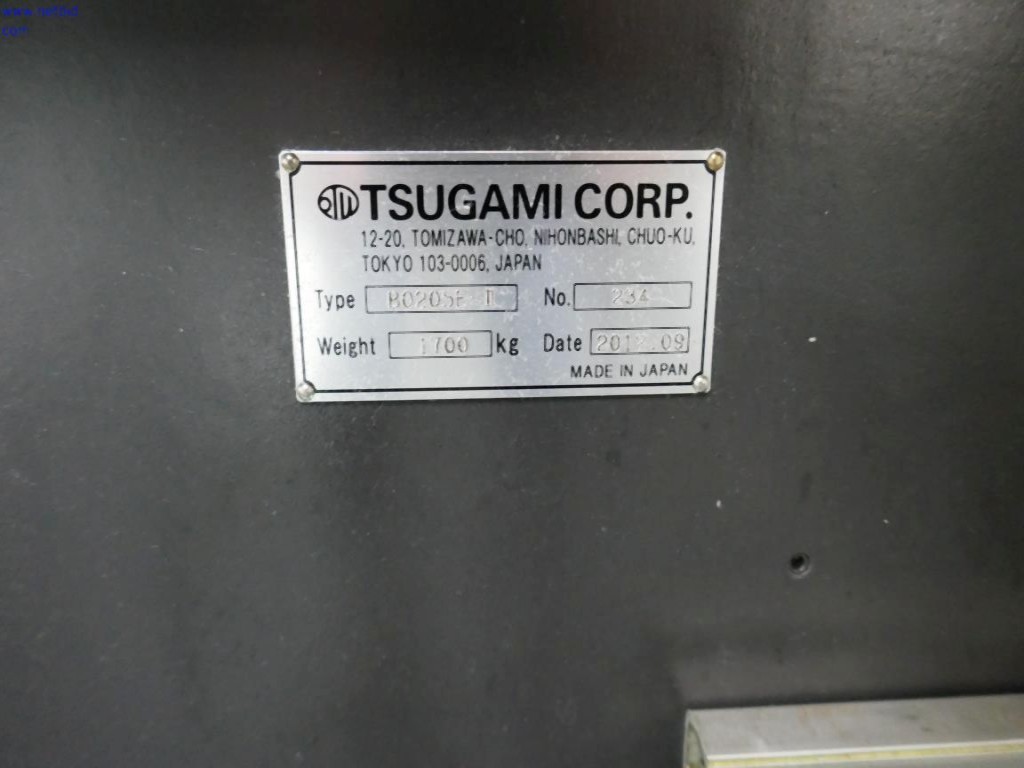 TSUGAMI CORP.
12-20, TOMIZAWA-CHO, NIHONBASHI, CHUO-KU,
TOKYO 103-0006, JAPAN
Type No. 234
Weight 1700 kg Date
MADE IN JAPAN